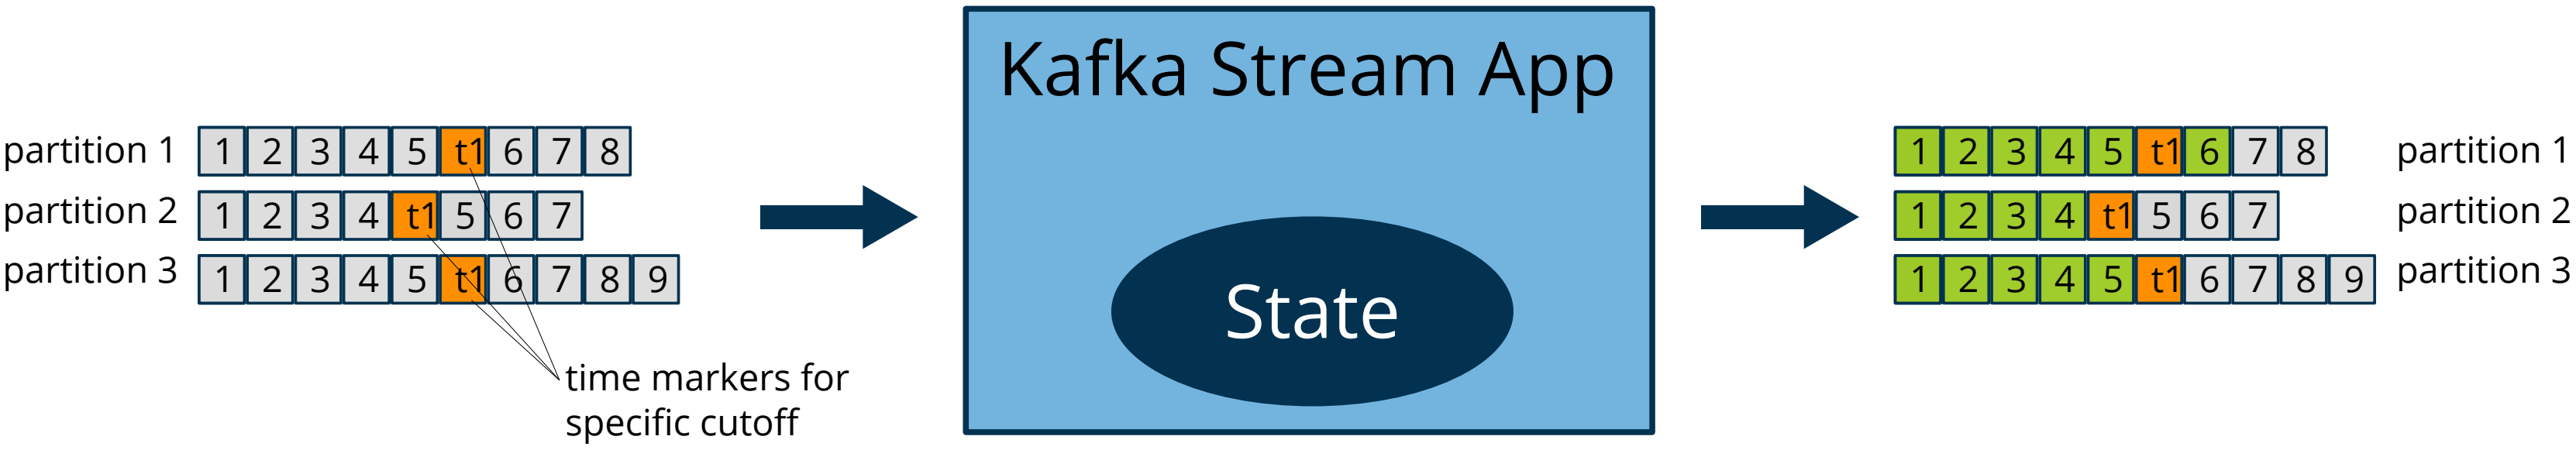 Kafka Stream App
partition 1
1 2 3 4 5 t1 6 7 8
partition 2
1 2 3 4 t1 5 6 7
partition 3
1 2 3 4 5 t1 6 7 8 9
time markers for
specific cutoff
State
1 2 3 4 5 t1 6 7 8
partition 1
1 2 3 4 t1 5 6 7
partition 2
1 2 3 4 5 t1 6 7 8 9
partition 3